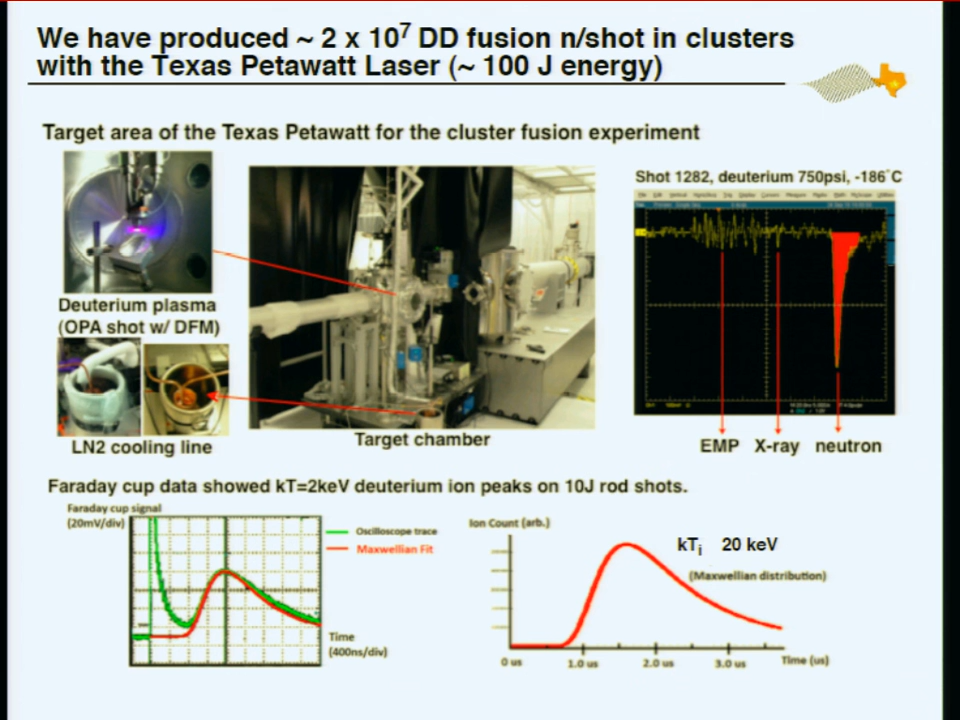 We have produced ~ 2 x 10⁷ DD fusion n/shot in clusters
with the Texas Petawatt Laser (~ 100 J energy)
Target area of the Texas Petawatt for the cluster fusion experiment
Shot 1282, deuterium 750psi, -186°C
Deuterium plasma
(OPA shot w/ DFM)
LN2 cooling line
Target chamber
EMP X-ray neutron
Faraday cup data showed kT=2keV deuterium ion peaks on 10J rod shots.
Faraday cup signal
(20mV/div)
Oscilloscope trace
Maxwellian Fit
Time
(400ns/div)
Ion Count (arb.)
kTᵢ 20 keV
(Maxwellian distribution)
0 us 1.0 us 2.0 us 3.0 us Time (us)